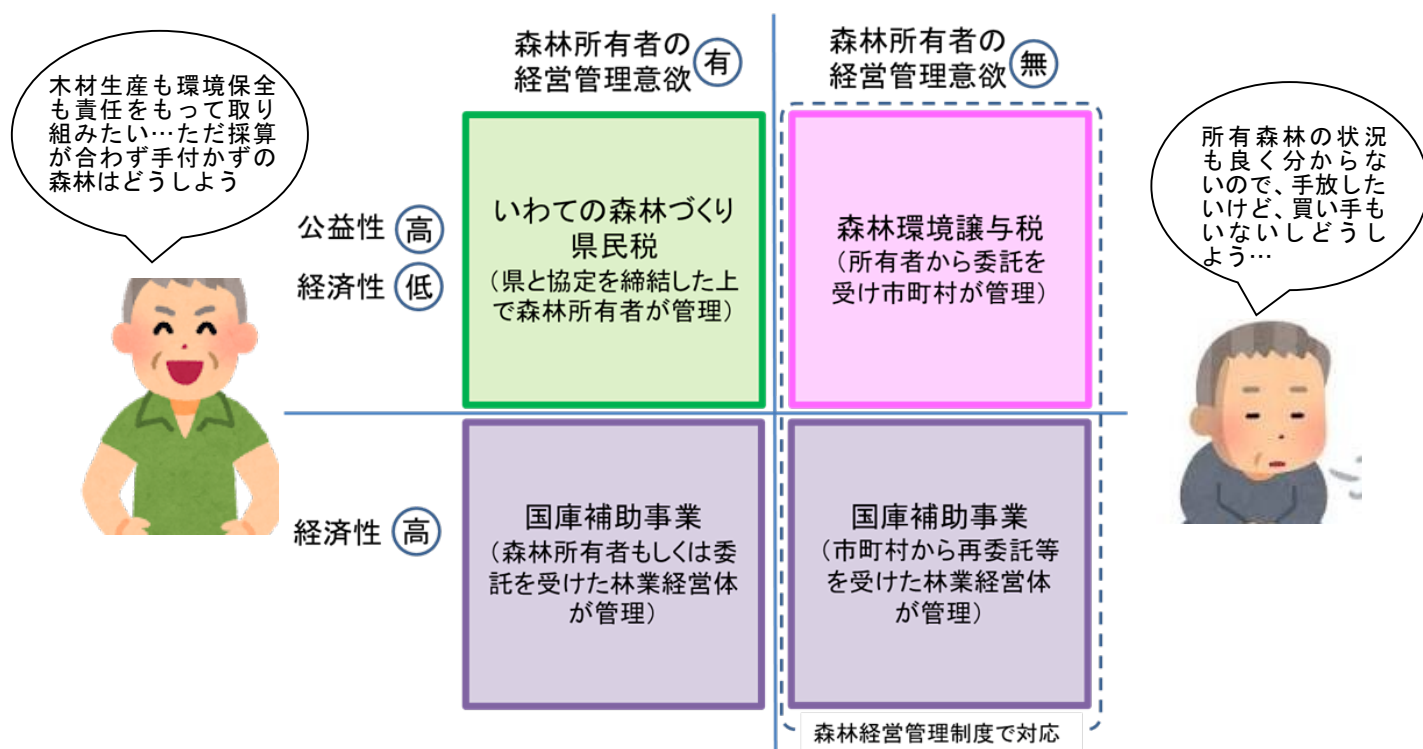 木材生産も環境保全
も責任をもって取り
組みたい…ただ採算
が合わず手付かずの
森林はどうしよう
森林所有者の
経営管理意欲 有
森林所有者の
経営管理意欲 無
所有森林の状況
も良く分からな
いので、手放した
いけど、買い手も
いないしどうし
よう…
公益性 高
経済性 低
いわての森林づくり
県民税
（県と協定を締結した上
で森林所有者が管理）
森林環境譲与税
（所有者から委託を
受け市町村が管理）
経済性 高
国庫補助事業
（森林所有者もしくは委
託を受けた林業経営体
が管理）
国庫補助事業
（市町村から再委託等
を受けた林業経営体
が管理）
森林経営管理制度で対応